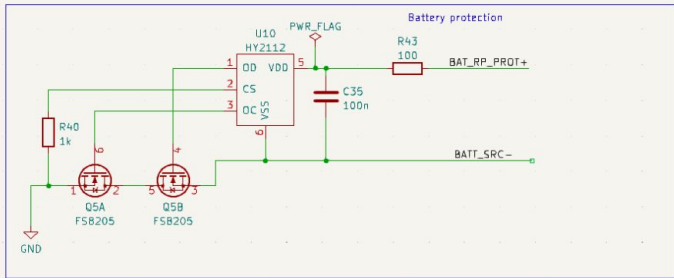 Battery protection
PWR_FLAG
U10
HY2112
R43
100
1 OD VDD 5
BAT_RP_PROT+
2 CS
3 OC
VSS
6
C35
100n
R40
1k
BATT_SRC-
6
4
1 2 5 3
Q5A
FS8205
Q5B
FS8205
GND